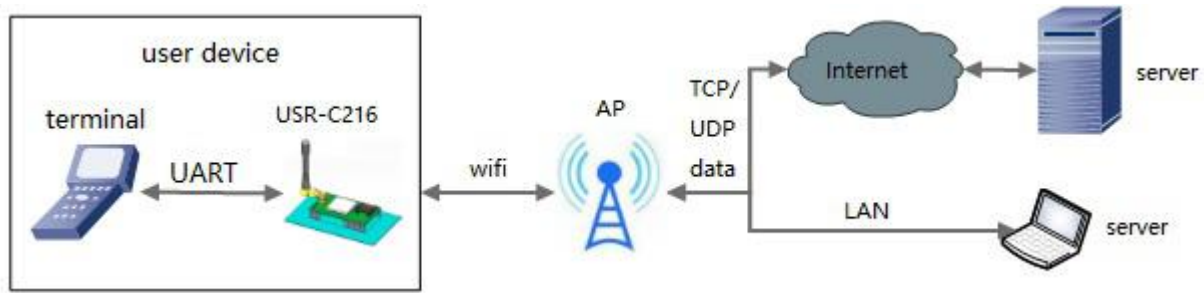 user device
terminal
USR-C216
UART
wifi
AP
TCP/
UDP
data
Internet
server
LAN
server